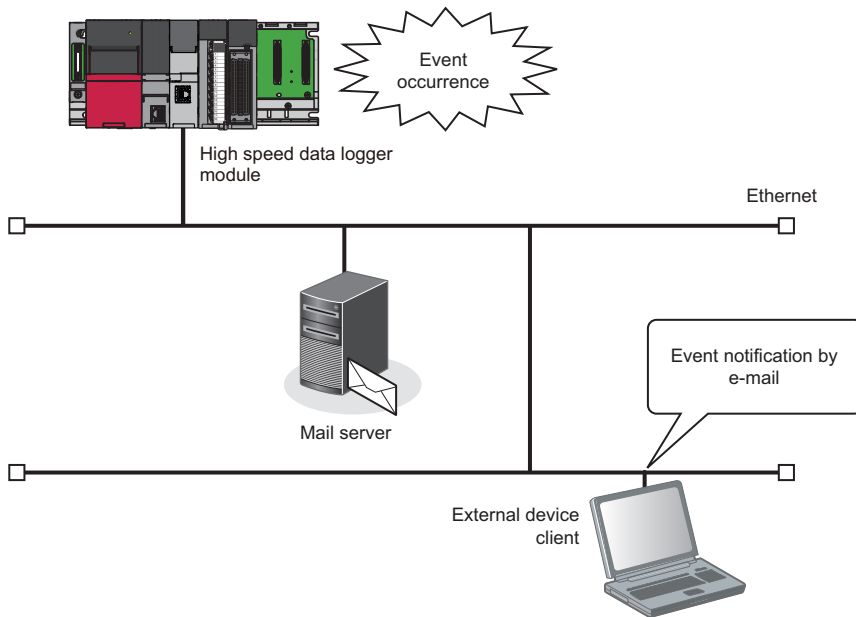 Event
occurrence
High speed data logger
module
Ethernet
Event notification by
e-mail
Mail server
External device
client